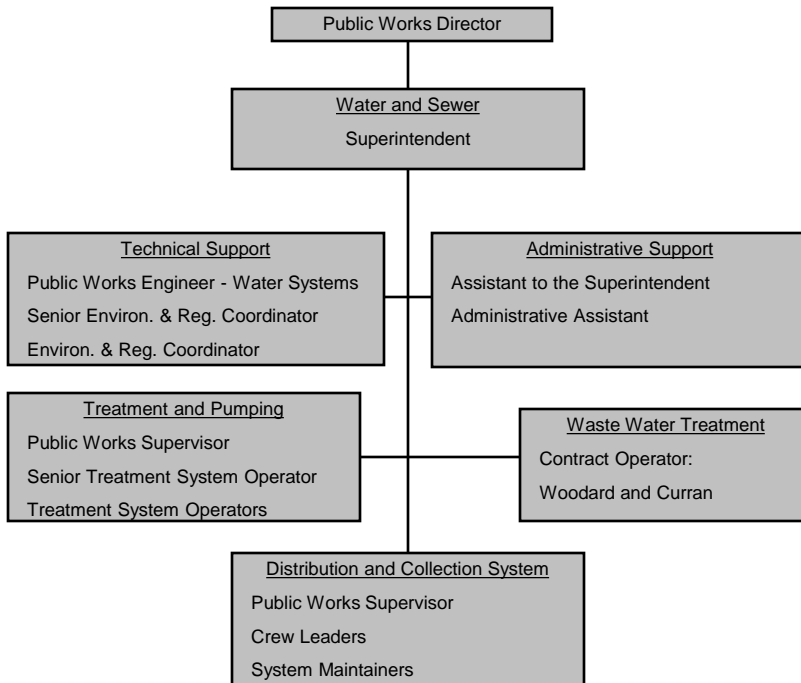 Public Works Director
Water and Sewer
Superintendent
Technical Support
Public Works Engineer - Water Systems
Senior Environ. & Reg. Coordinator
Environ. & Reg. Coordinator
Administrative Support
Assistant to the Superintendent
Administrative Assistant
Treatment and Pumping
Public Works Supervisor
Senior Treatment System Operator
Treatment System Operators
Waste Water Treatment
Contract Operator:
Woodard and Curran
Distribution and Collection System
Public Works Supervisor
Crew Leaders
System Maintainers